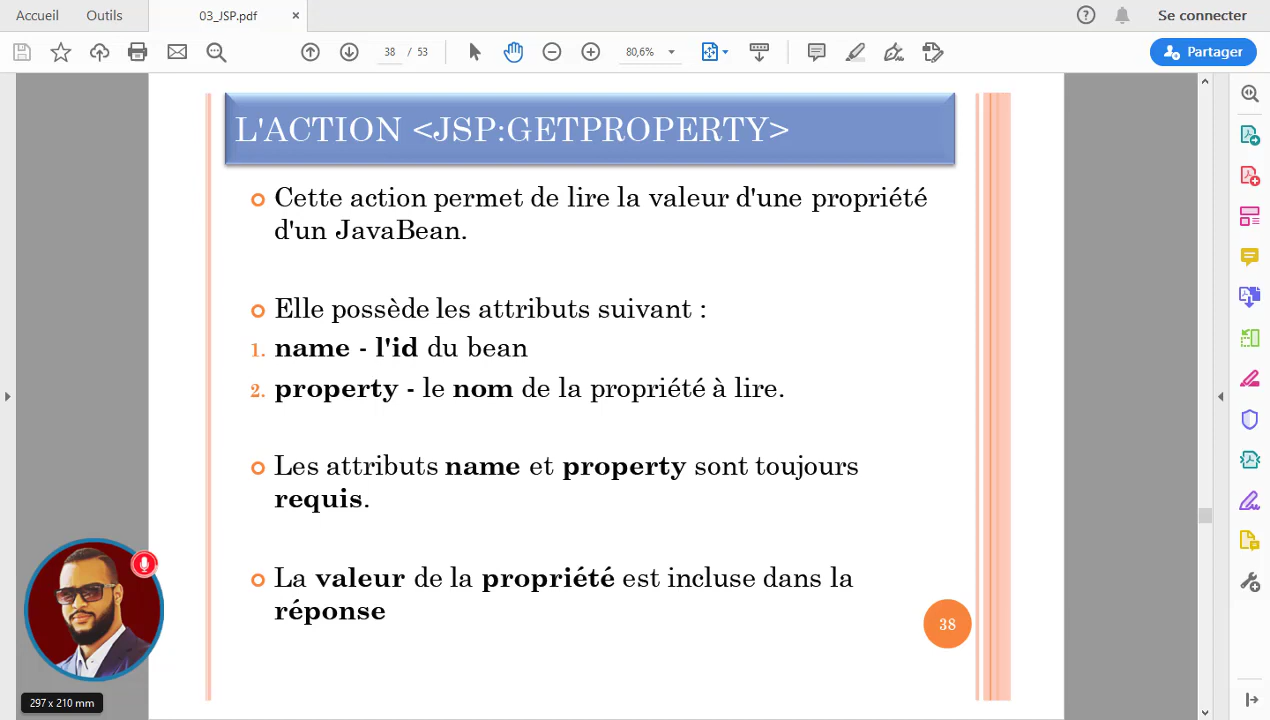 Accueil Outils 03_JSP.pdf × Se connecter
38 / 53 80,6% Partager
L'ACTION <JSP:GETPROPERTY>
Cette action permet de lire la valeur d'une propriété
d'un JavaBean.
Elle possède les attributs suivant :
1. name - l'id du bean
2. property - le nom de la propriété à lire.
Les attributs name et property sont toujours
requis.
La valeur de la propriété est incluse dans la
réponse
38
297 x 210 mm